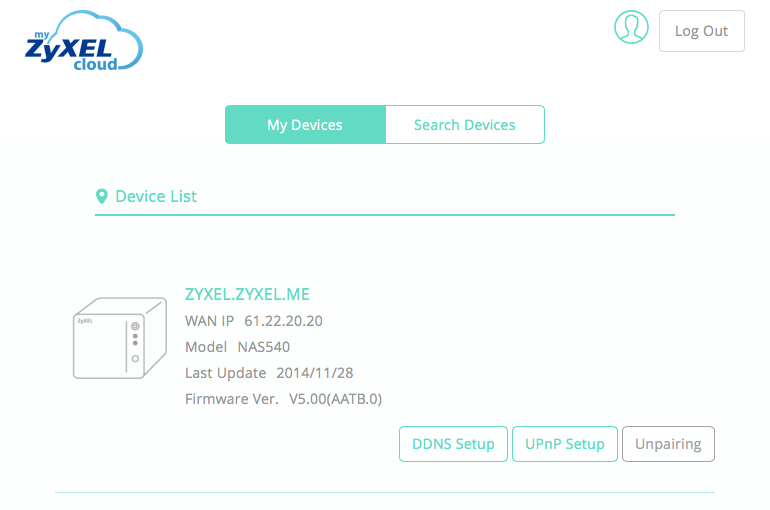 my
ZyXEL
cloud
Log Out
My Devices
Search Devices
Device List
ZyXEL
ZYXEL.ZYXEL.ME
WAN IP 61.22.20.20
Model NAS540
Last Update 2014/11/28
Firmware Ver. V5.00(AATB.0)
DDNS Setup
UPnP Setup
Unpairing